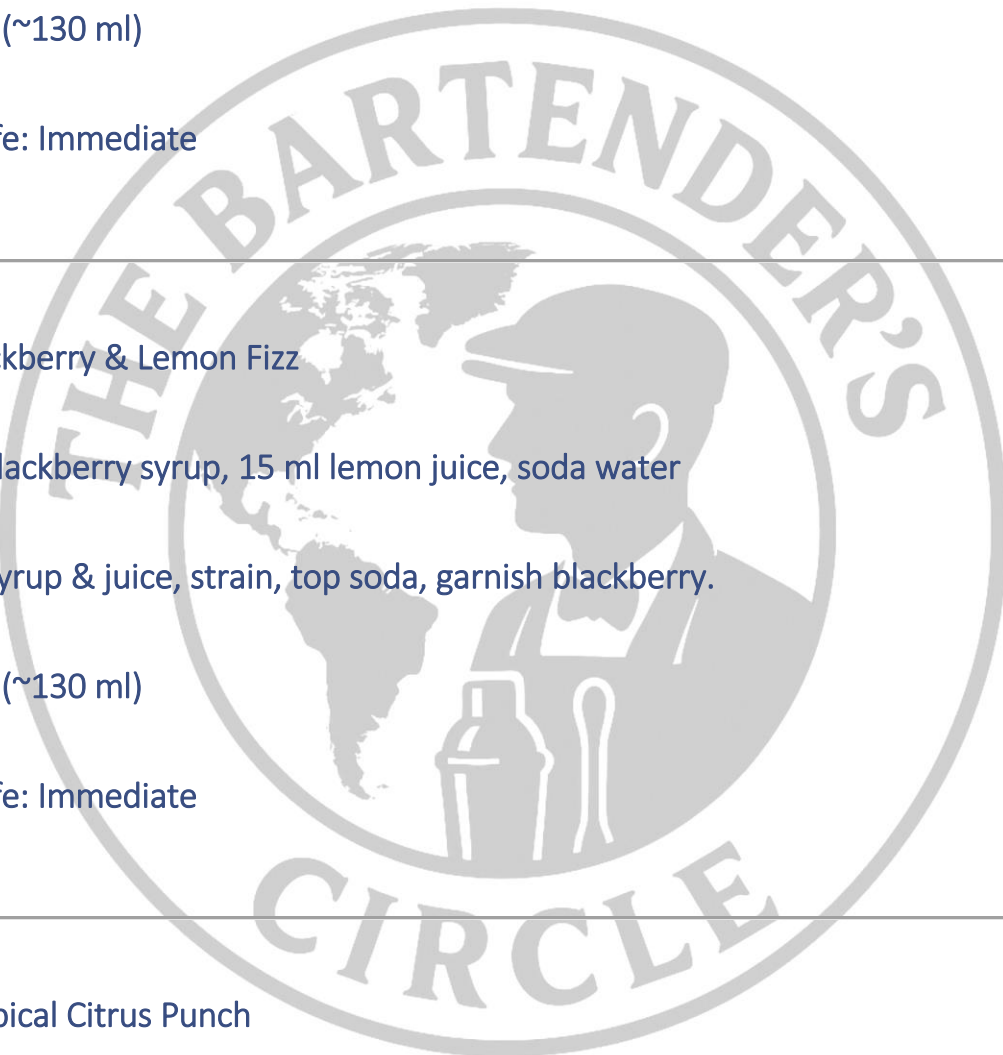 (~130 ml)
fe: Immediate
THE BARTENDER'S
ckberry & Lemon Fizz
lackberry syrup, 15 ml lemon juice, soda water
yrup & juice, strain, top soda, garnish blackberry.
(~130 ml)
fe: Immediate
CIRCLE
pical Citrus Punch